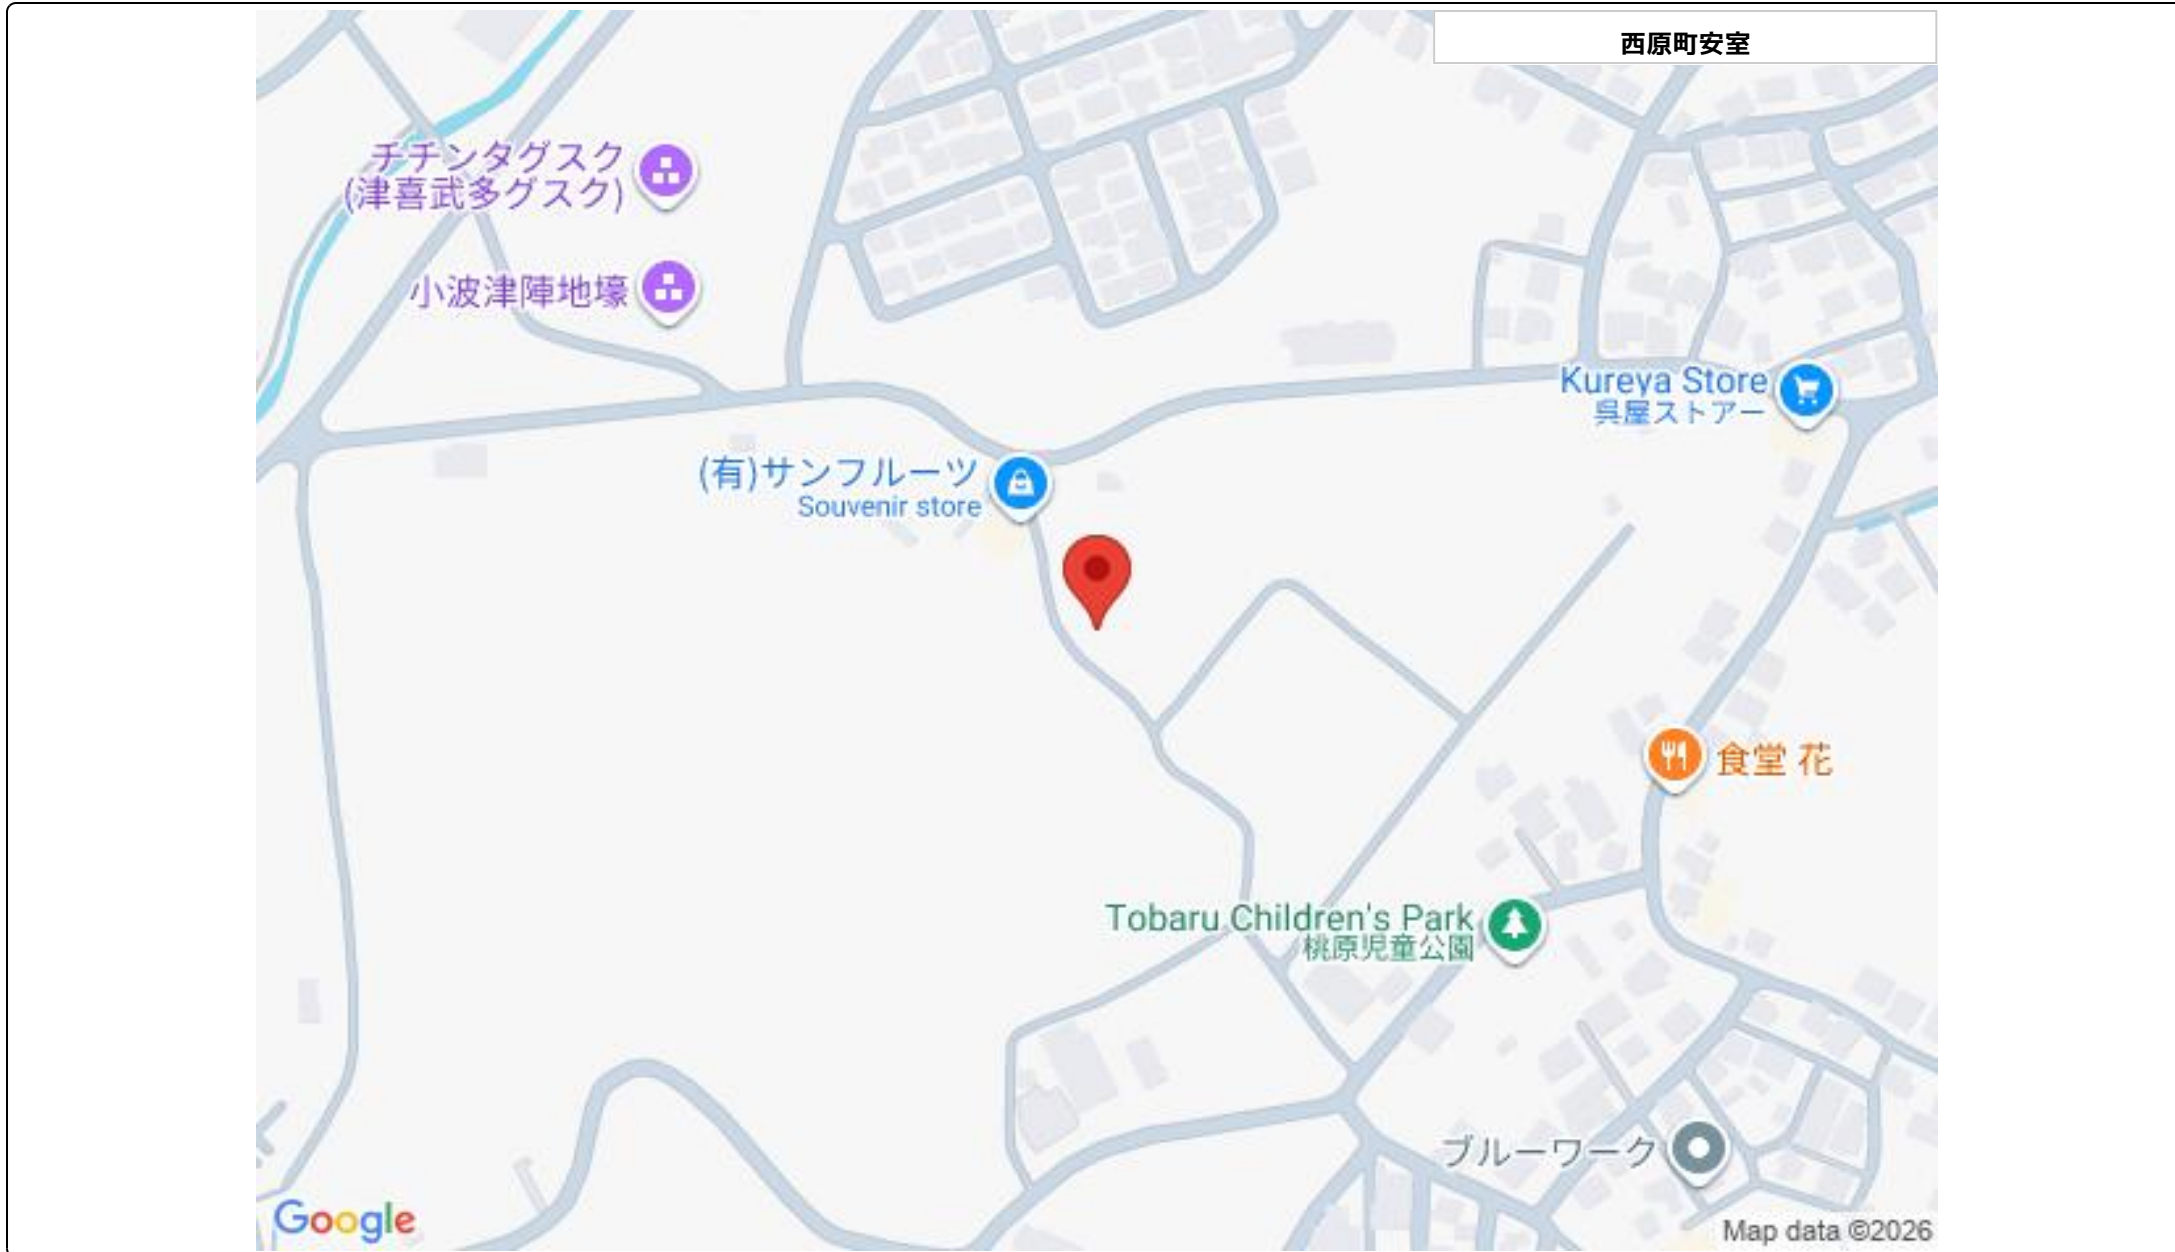 西原町安室
チチンタグスク
(津喜武多グスク)
小波津陣地壕
Kureya Store
呉屋ストアー
(有)サンフルーツ
Souvenir store
食堂 花
Tobaru Children's Park
桃原児童公園
ブルーワーク
Google
Map data ©2026